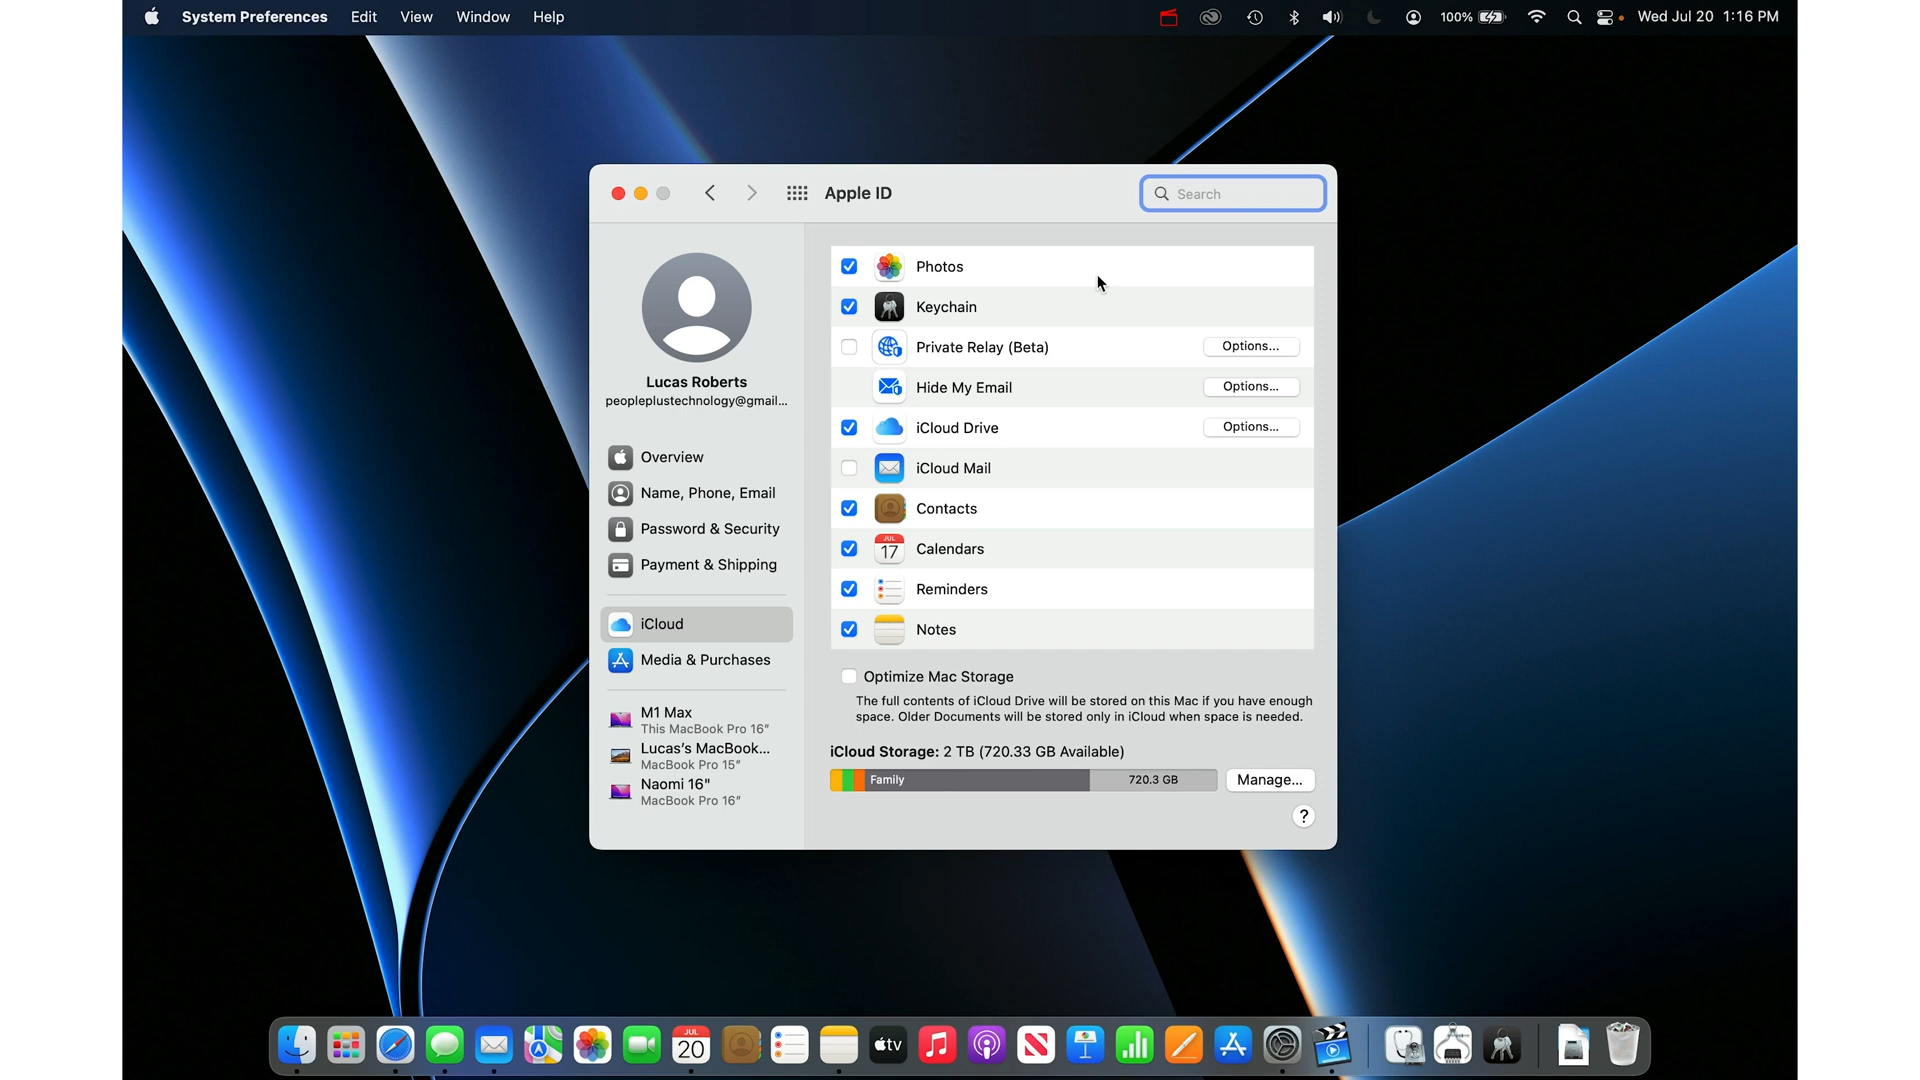 System Preferences Edit View Window Help
100% Wed Jul 20 1:16 PM
Apple ID
Search
Lucas Roberts
peopleplustechnology@gmail...
Overview
Name, Phone, Email
Password & Security
Payment & Shipping
iCloud
Media & Purchases
M1 Max
This MacBook Pro 16"
Lucas's MacBook...
MacBook Pro 15"
Naomi 16"
MacBook Pro 16"
Photos
Keychain
Private Relay (Beta) Options...
Hide My Email Options...
iCloud Drive Options...
iCloud Mail
Contacts
JUL
17
Calendars
Reminders
Notes
Optimize Mac Storage
The full contents of iCloud Drive will be stored on this Mac if you have enough
space. Older Documents will be stored only in iCloud when space is needed.
iCloud Storage: 2 TB (720.33 GB Available)
Family 720.3 GB Manage...
?
JUL
20
tv